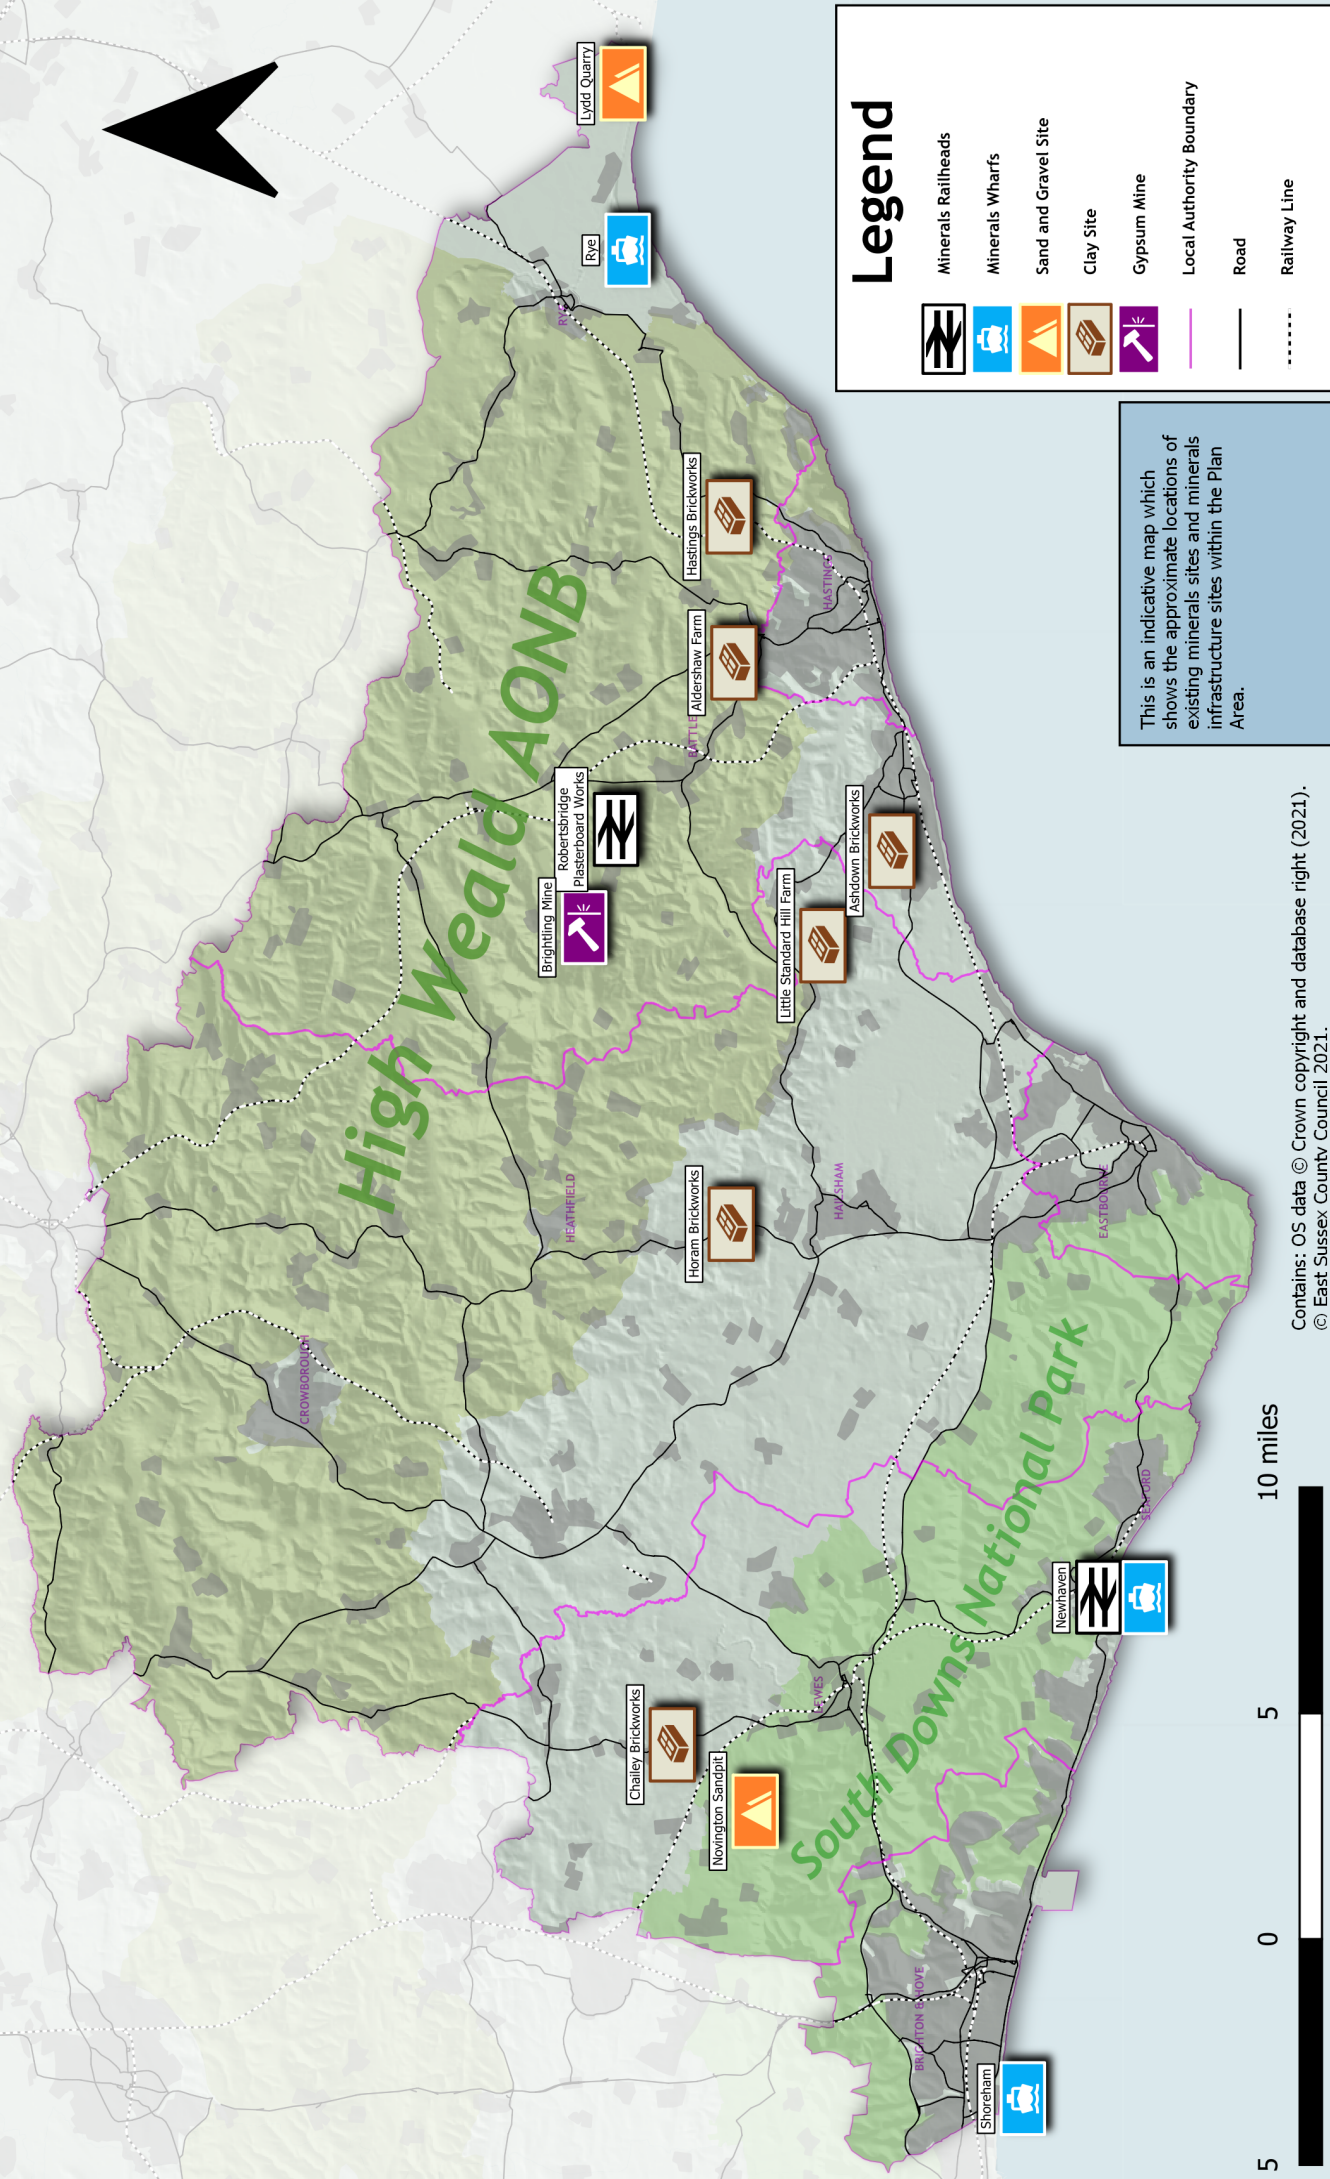 High Weald AONB
South Downs National Park
CROWBOROUGH
HEATHFIELD
HAILSHAM
EASTBOURNE
SEAFORD
LEWES
BRIGHTON & HOVE
BATTLE
HASTINGS
RYE
Lydd Quarry
Rye
Hastings Brickworks
Aldershaw Farm
Robertsbridge
Plasterboard Works
Brightling Mine
Ashdown Brickworks
Little Standard Hill Farm
Horam Brickworks
Chailey Brickworks
Novington Sandpit
Newhaven
Shoreham
Legend
Minerals Railheads
Minerals Wharfs
Sand and Gravel Site
Clay Site
Gypsum Mine
Local Authority Boundary
Road
Railway Line
This is an indicative map which
shows the approximate locations of
existing minerals sites and minerals
infrastructure sites within the Plan
Area.
Contains: OS data © Crown copyright and database right (2021).
© East Sussex County Council 2021.
5 0 5 10 miles